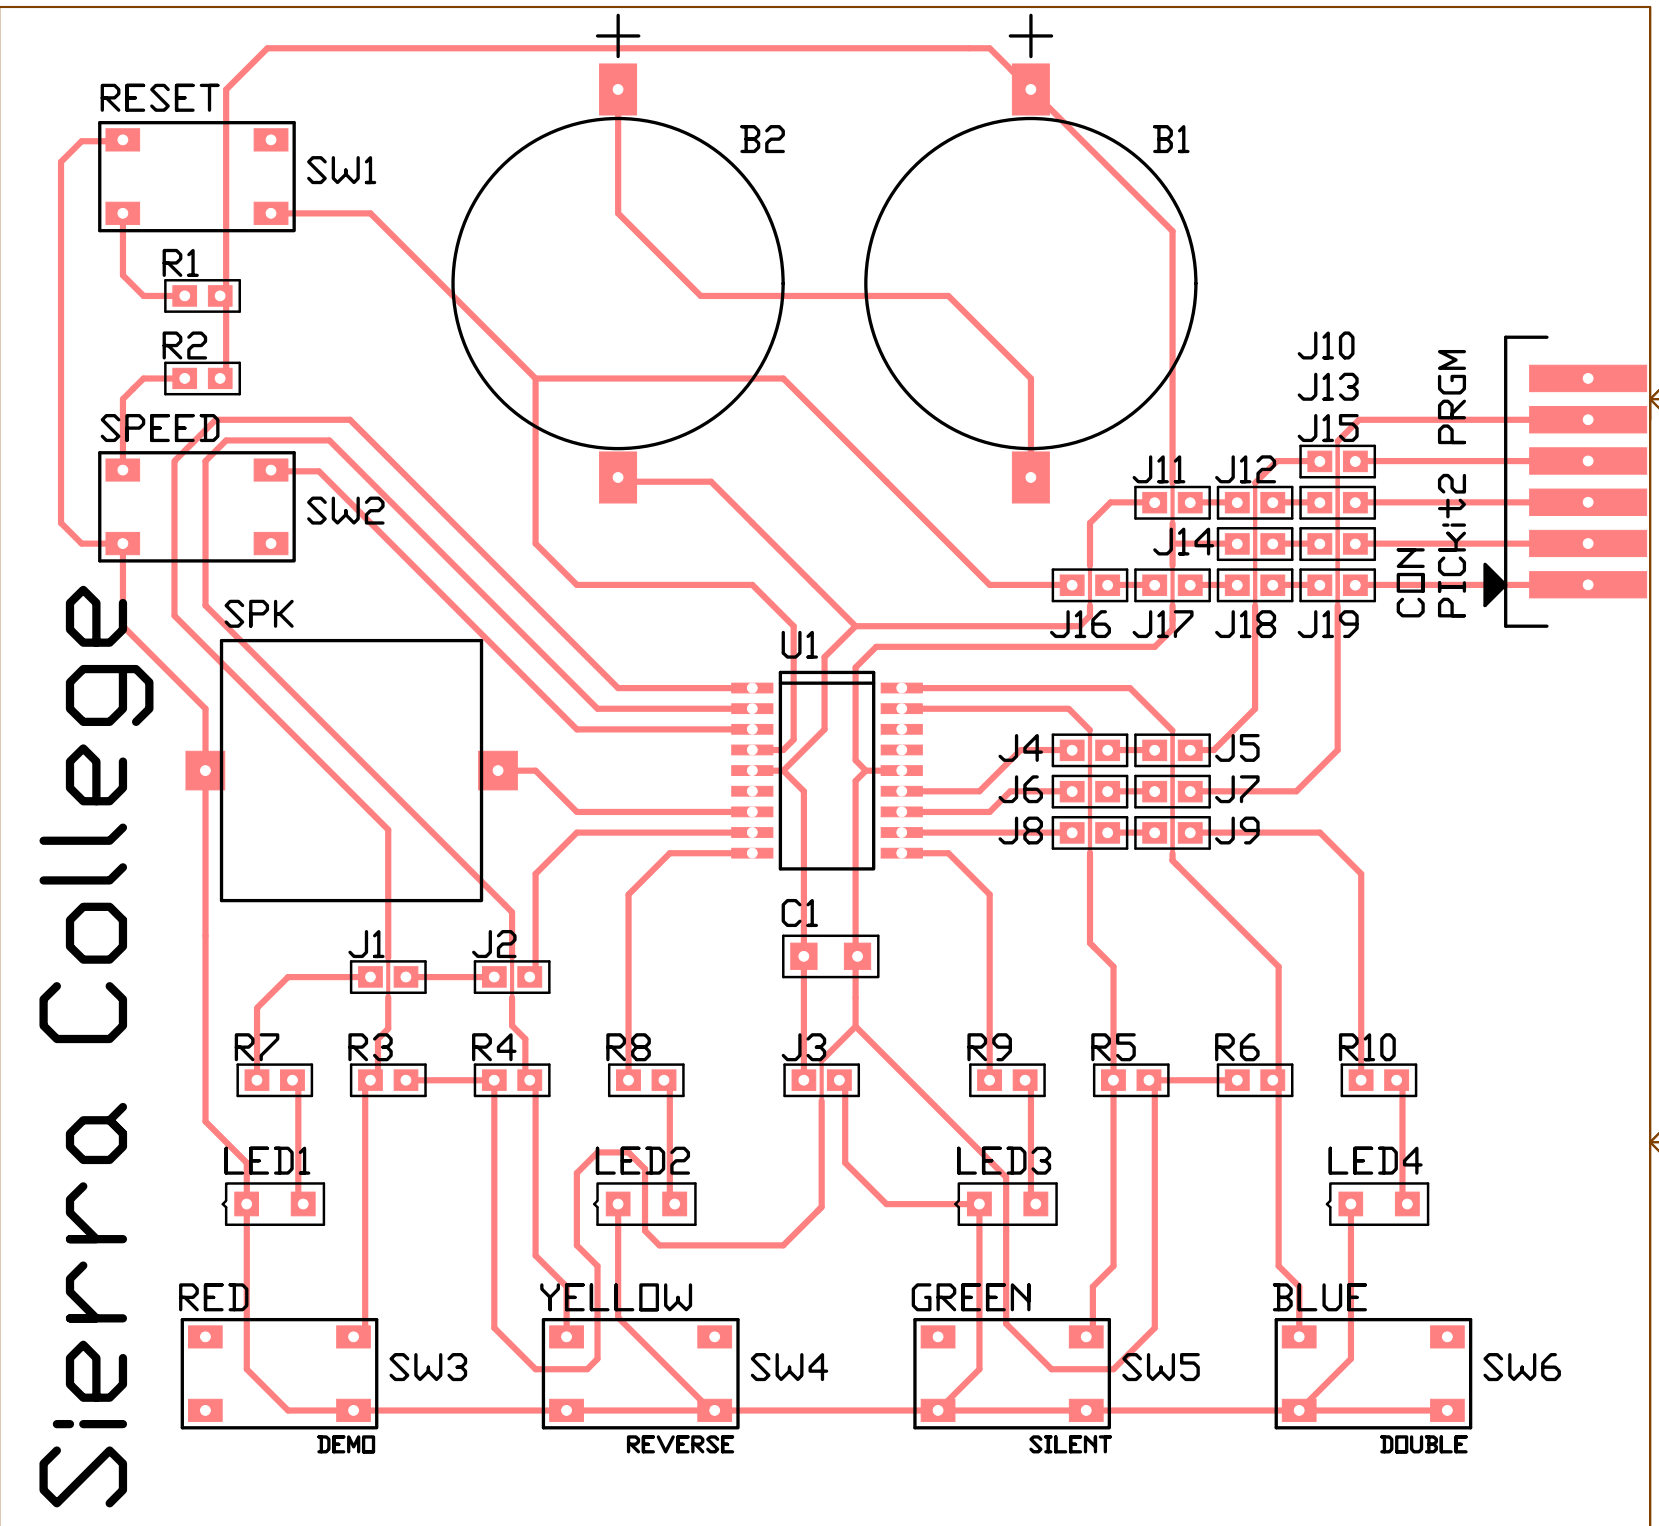 RESET
SW1
B2
B1
R1
R2
J10
J13
J15
SPEED
SW2
J11
J12
J14
PRGM
PICkit2
CON
J16
J17
J18
J19
SPK
U1
J4
J5
J6
J7
J8
J9
C1
J1
J2
R7
R3
R4
R8
J3
R9
R5
R6
R10
LED1
LED2
LED3
LED4
RED
YELLOW
GREEN
BLUE
SW3
SW4
SW5
SW6
DEMO
REVERSE
SILENT
DOUBLE
Sierra College